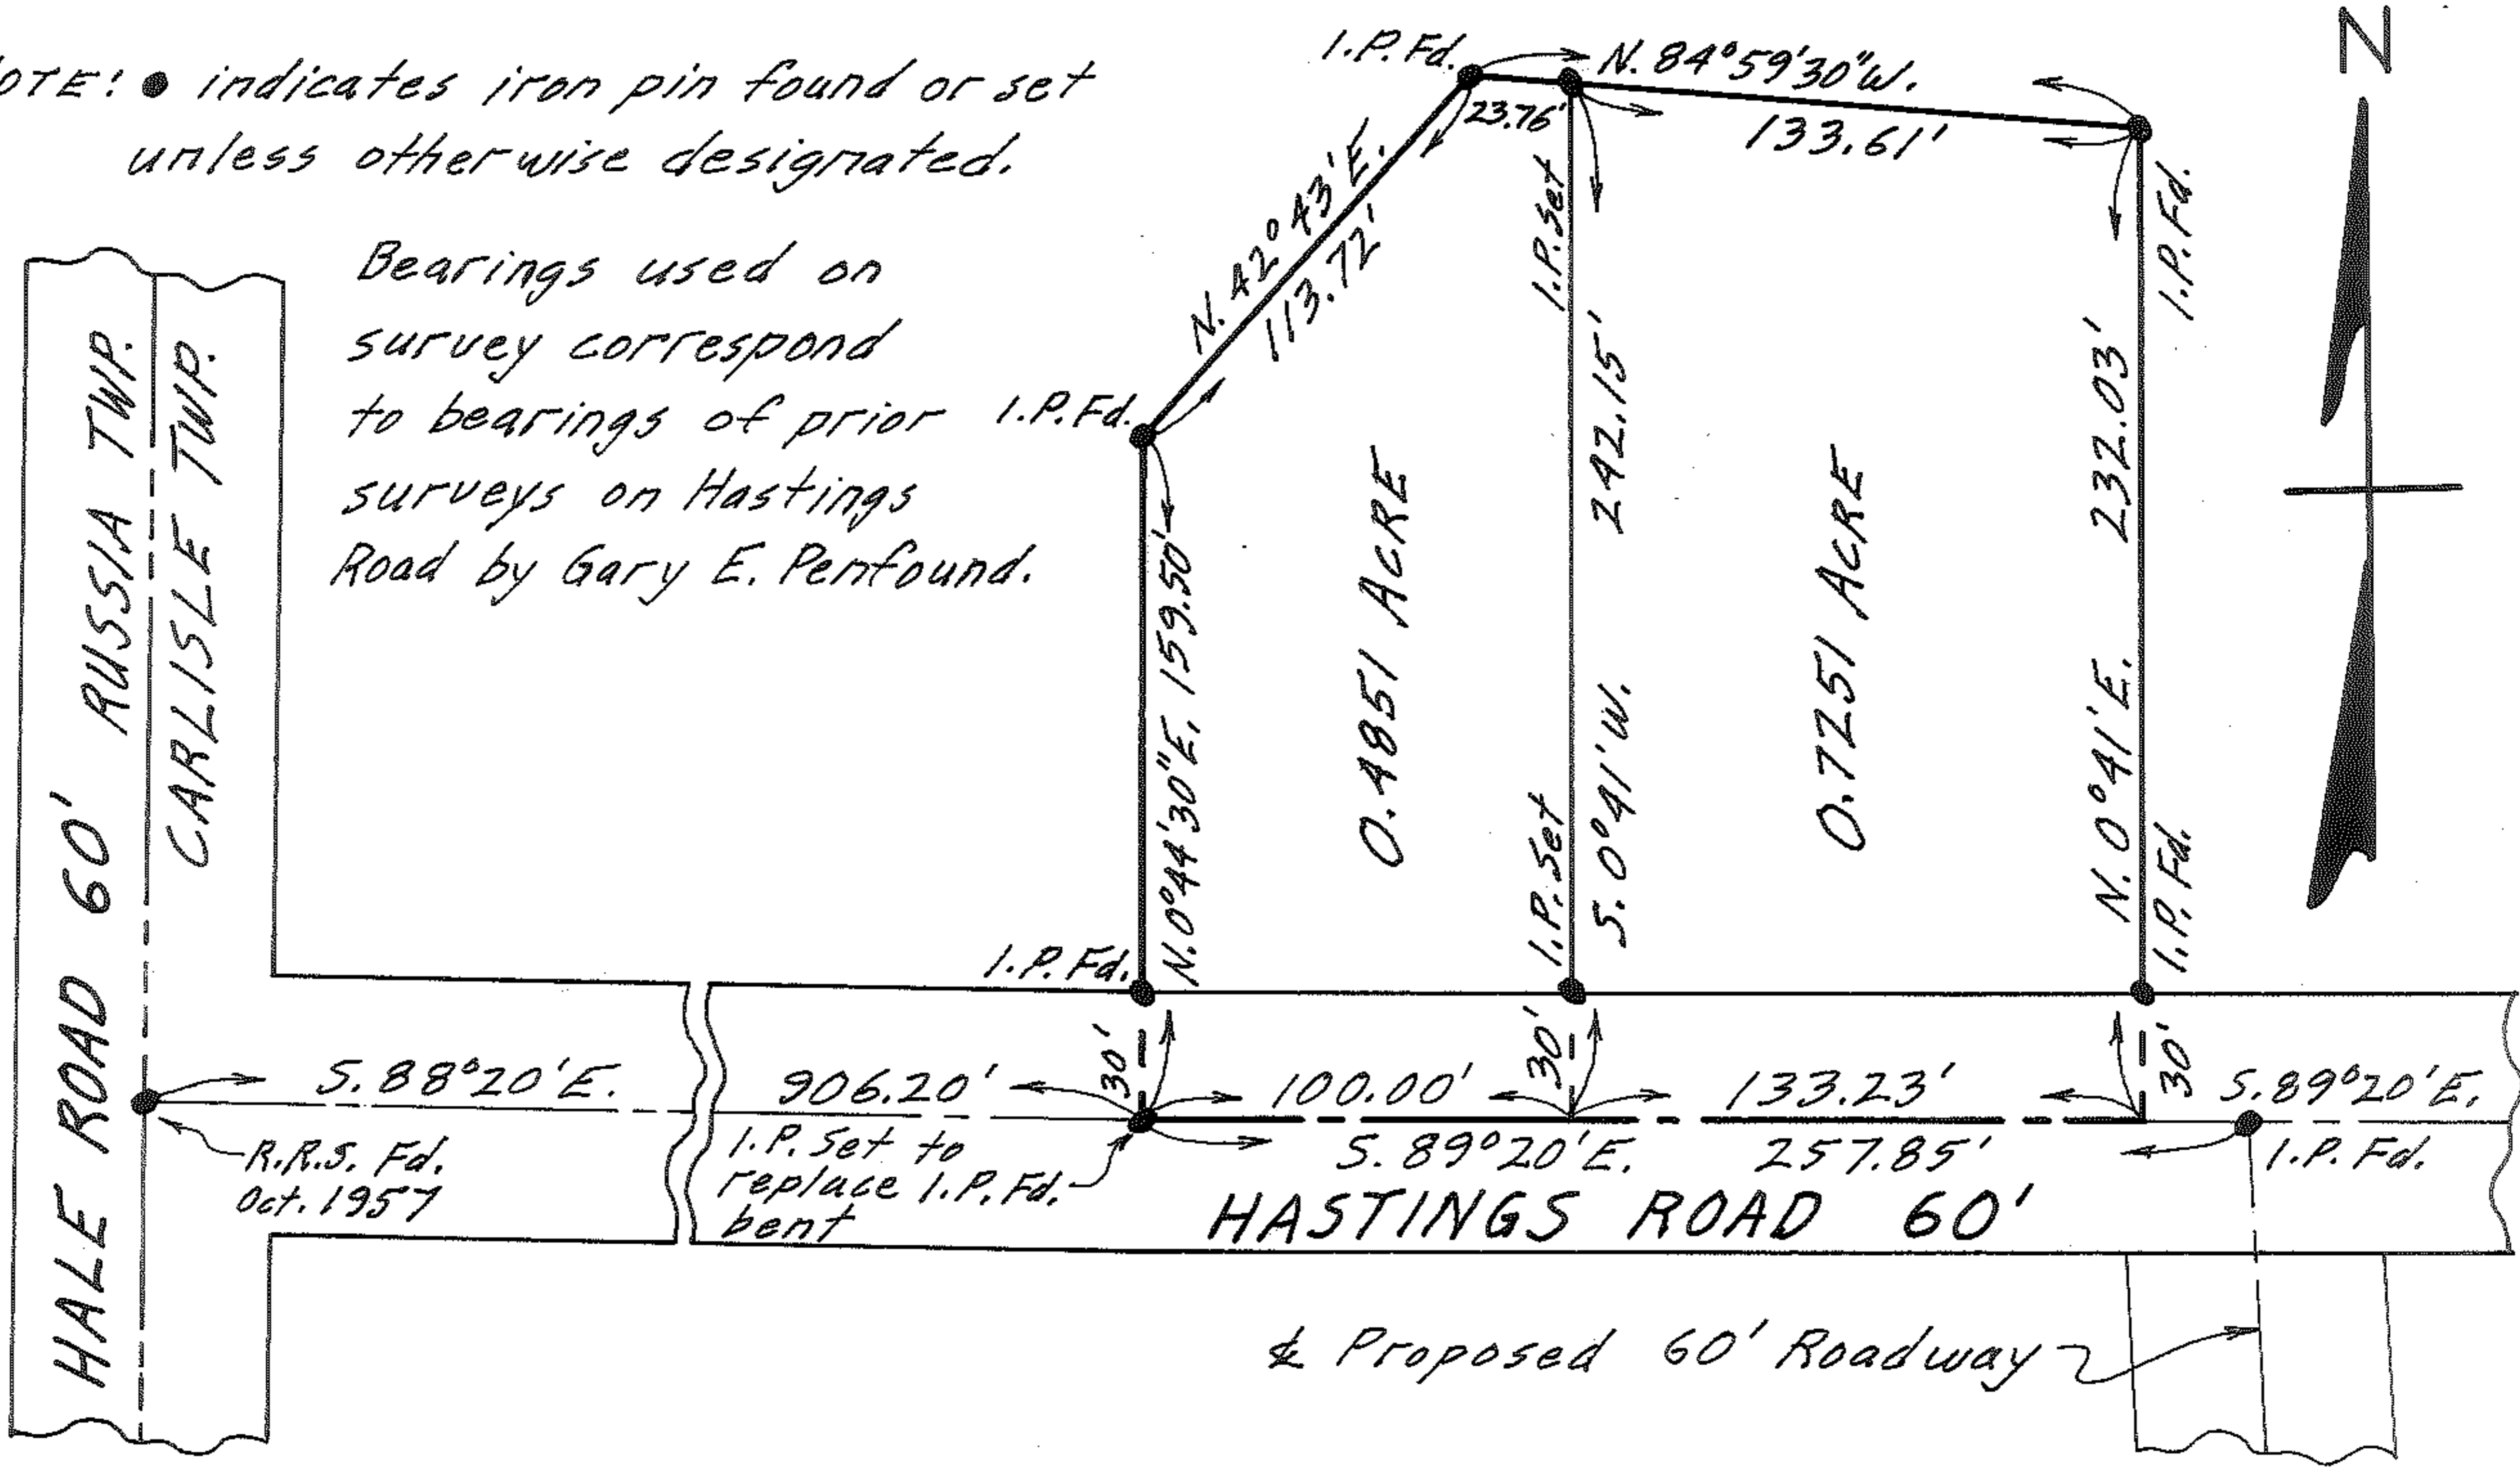 OTE! ● indicates iron pin found or set
unless otherwise designated.
Bearings used on
survey correspond
to bearings of prior
surveys on Hastings
Road by Gary E. Penfound.
N
I.P. Fd.
N. 84°59'30"W.
23.76'
133.61'
N. 42° 43' E.
113.72'
I.P. Set
I.P. Fd.
I.P. Fd.
N. 0°44'30"E. 159.50'
0.4851 ACRE
S. 0°41'W. 242.15'
I.P. Set
0.7251 ACRE
N. 0°41'E. 232.03'
I.P. Fd.
I.P. Fd.
RUSSIA TWP.
CARLISLE TWP.
HALE ROAD 60'
S. 88°20'E. 906.20'
R.R.S. Fd.
Oct. 1957
I.P. Set to
replace I.P. Fd.
bent
30'
100.00'
30'
133.23'
30'
S. 89°20'E.
S. 89°20'E. 257.85'
I.P. Fd.
HASTINGS ROAD 60'
℄ Proposed 60' Roadway